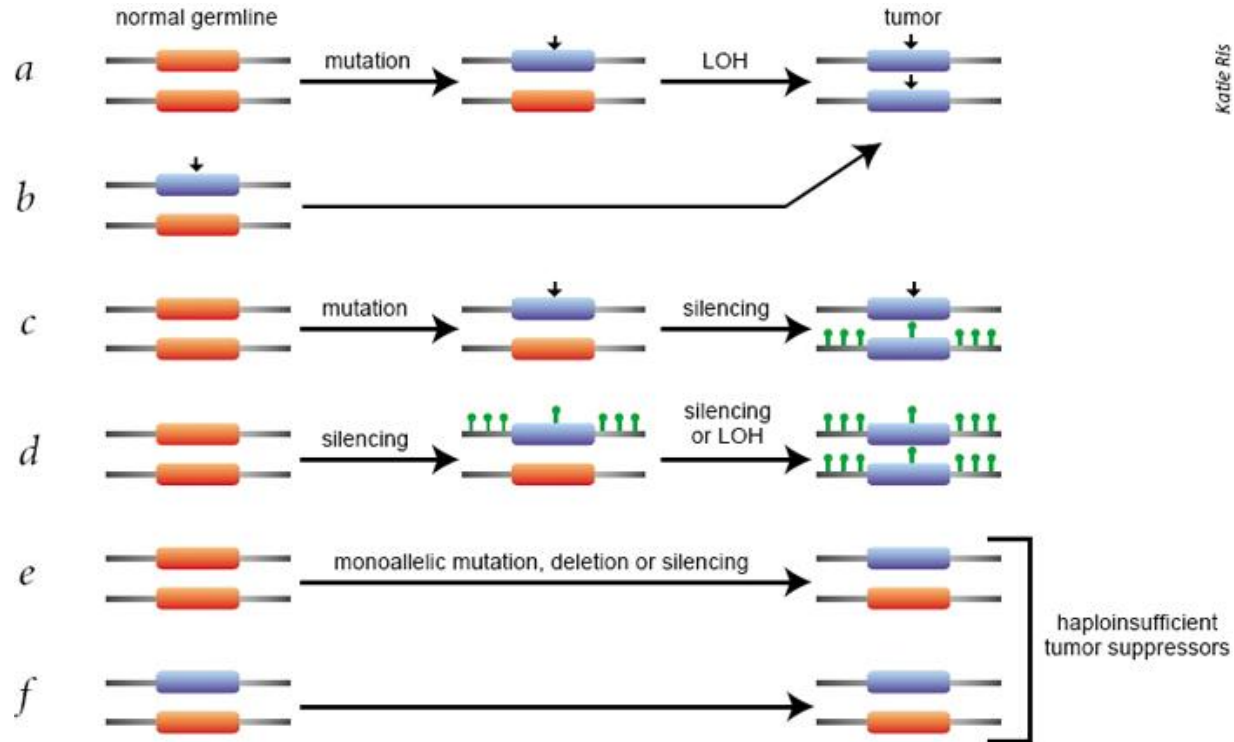 normal germline
tumor
a
mutation
LOH
b
c
mutation
silencing
d
silencing
silencing
or LOH
e
monoallelic mutation, deletion or silencing
f
haploinsufficient
tumor suppressors
Katie Ris